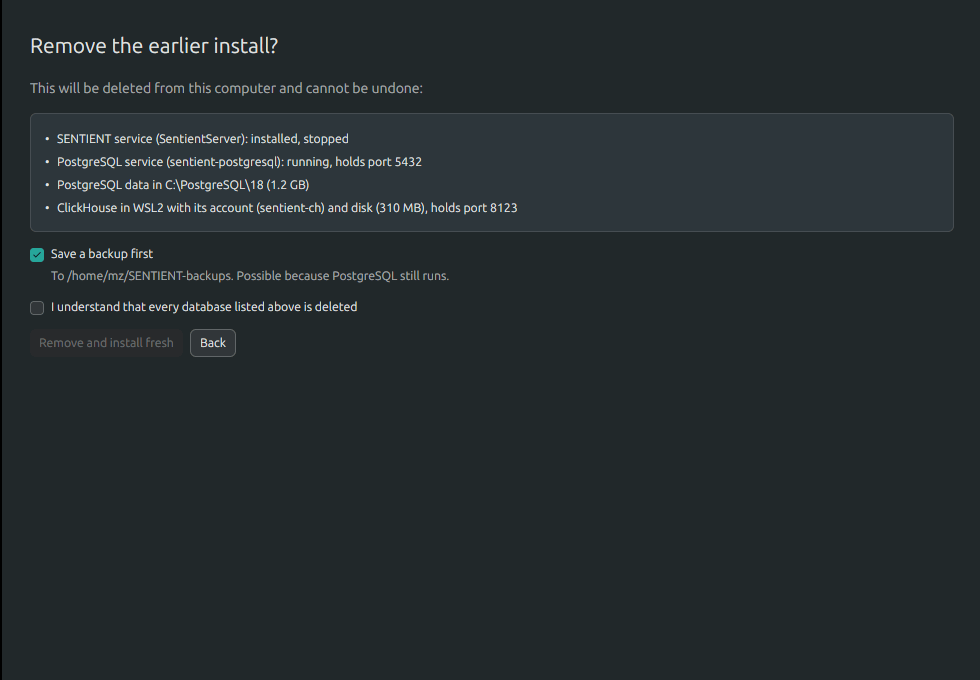 Remove the earlier install?
This will be deleted from this computer and cannot be undone:
• SENTIENT service (SentientServer): installed, stopped
• PostgreSQL service (sentient-postgresql): running, holds port 5432
• PostgreSQL data in C:\PostgreSQL\18 (1.2 GB)
• ClickHouse in WSL2 with its account (sentient-ch) and disk (310 MB), holds port 8123
Save a backup first
To /home/mz/SENTIENT-backups. Possible because PostgreSQL still runs.
I understand that every database listed above is deleted
Remove and install fresh
Back